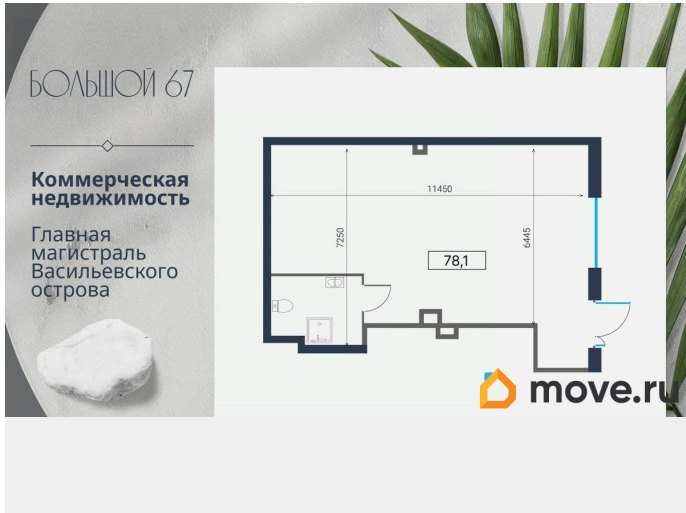 БОЛЬШОЙ 67
Коммерческая
недвижимость
Главная
магистраль
Васильевского
острова
11450
7250
6445
78,1
move.ru